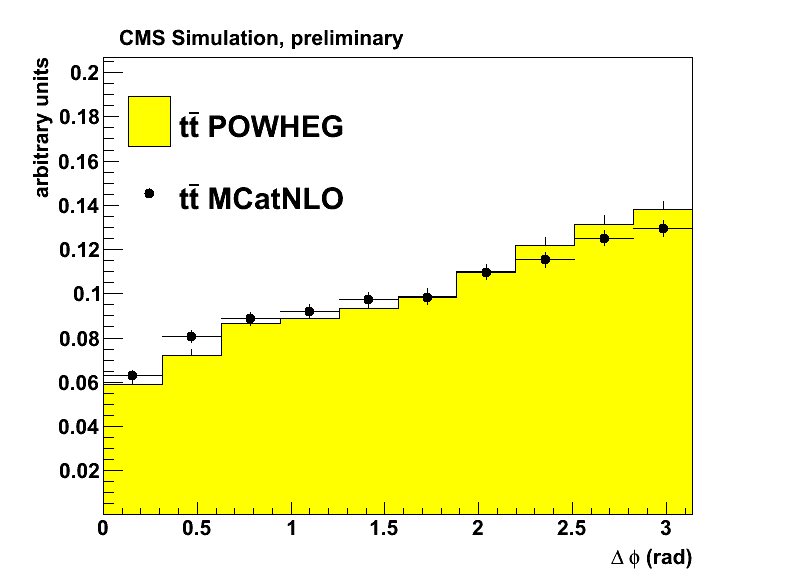 CMS Simulation, preliminary
arbitrary units
0.2
0.18
0.16
0.14
0.12
0.1
0.08
0.06
0.04
0.02
tt̄ POWHEG
tt̄ MCatNLO
0 0.5 1 1.5 2 2.5 3
Δ ϕ (rad)